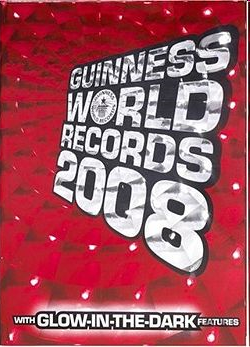 GUINNESS
WORLD
RECORDS
2008
WITH GLOW-IN-THE-DARK FEATURES